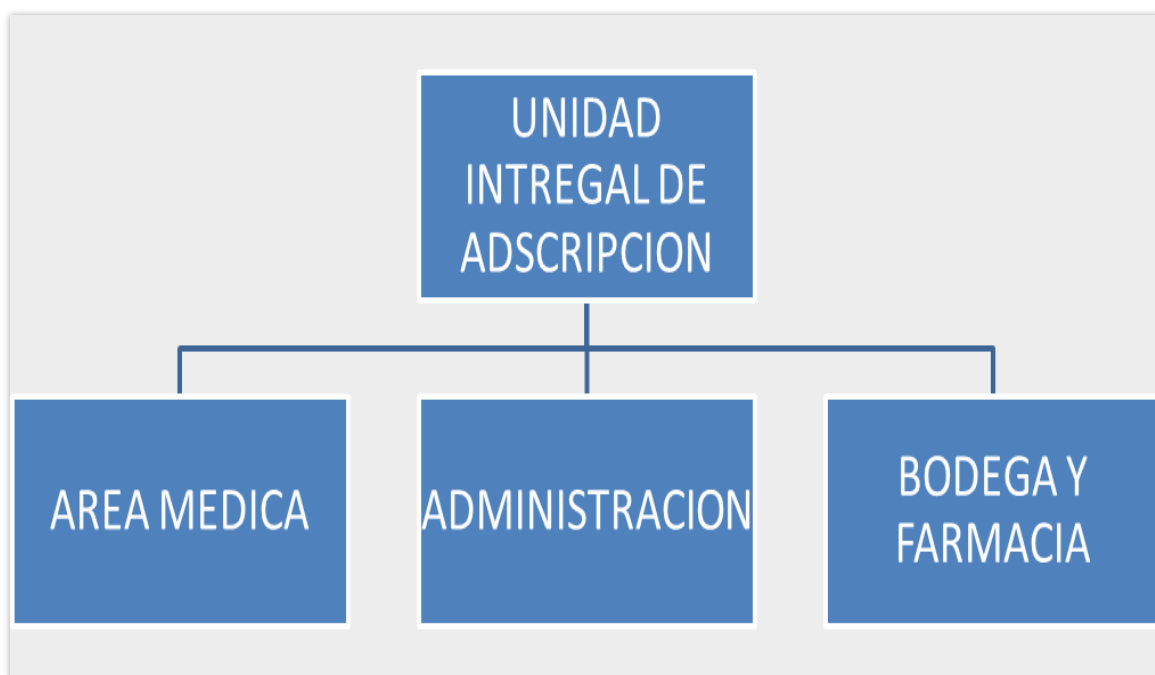 UNIDAD
INTREGAL DE
ADSCRIPCION
AREA MEDICA
ADMINISTRACION
BODEGA Y
FARMACIA